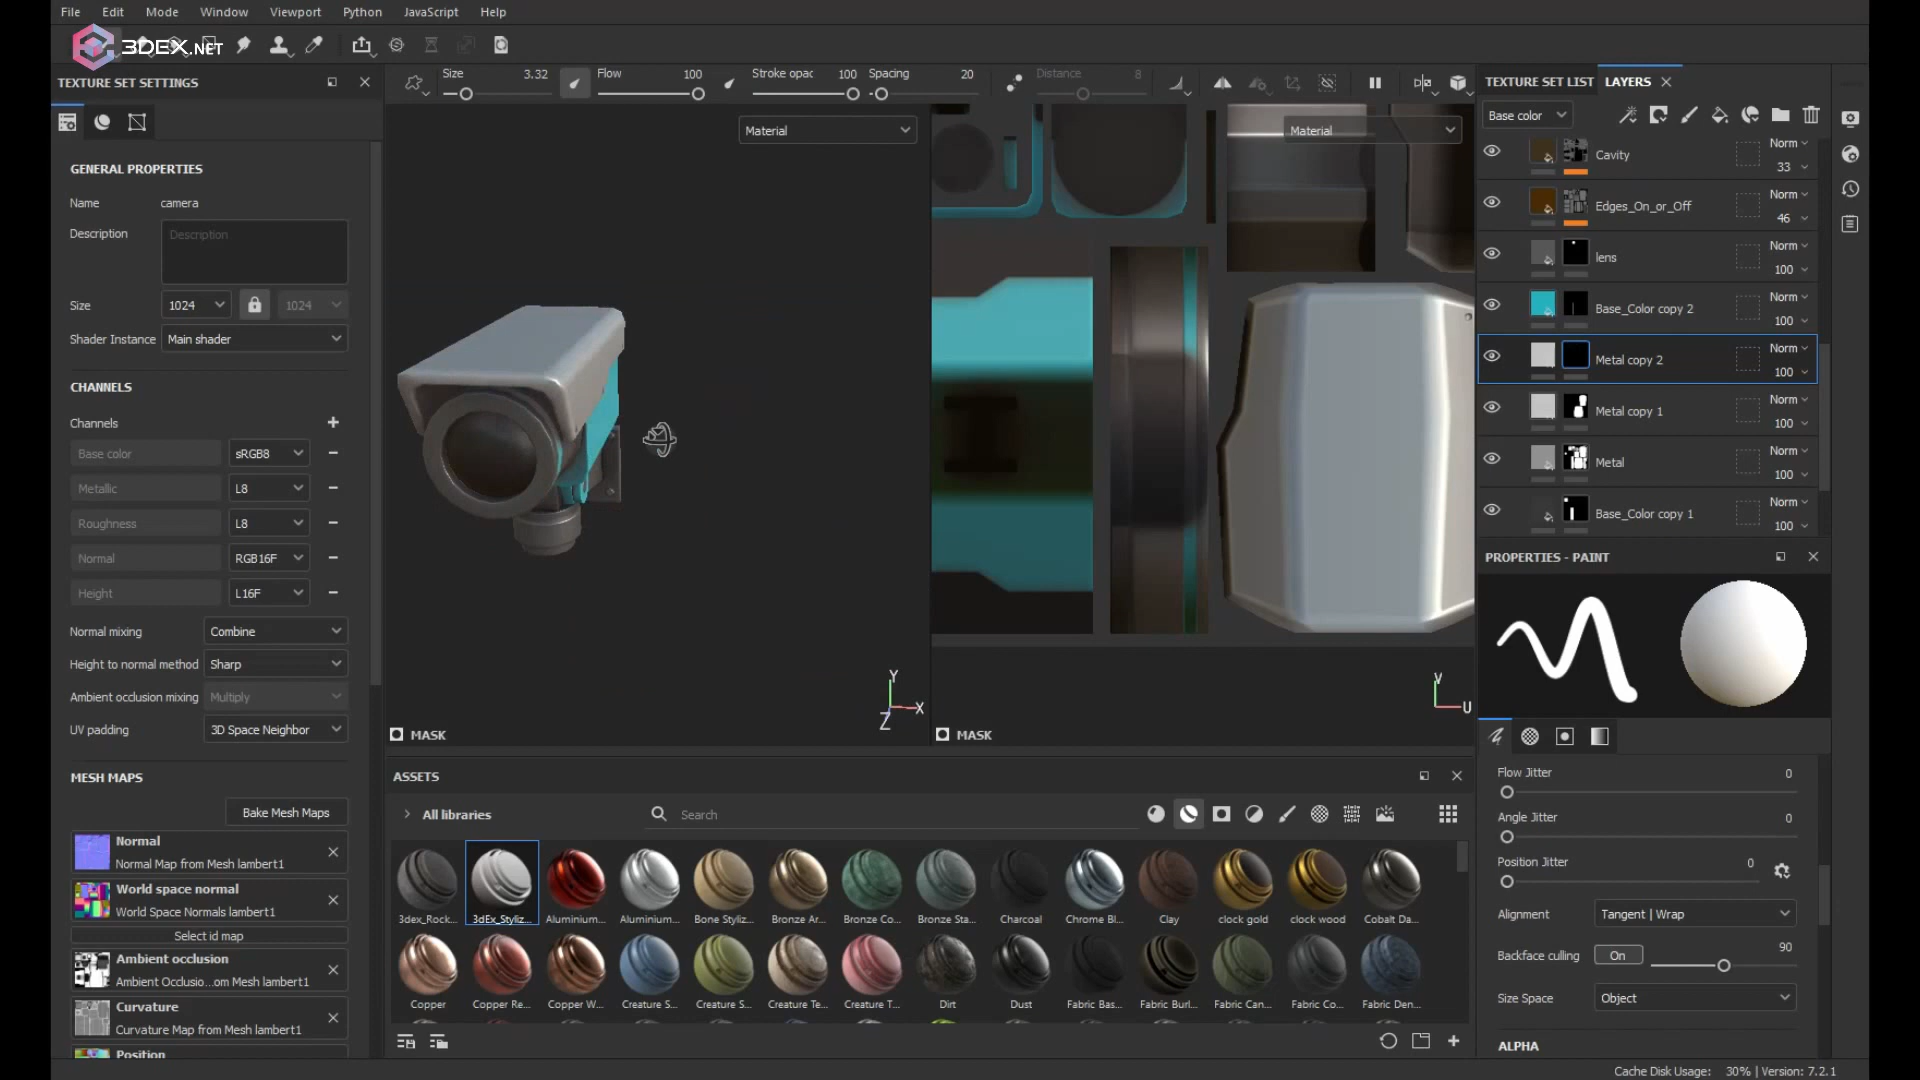 File Edit Mode Window Viewport Python JavaScript Help
3DEX.NET
TEXTURE SET SETTINGS
Size 3.32 Flow 100 Stroke opac 100 Spacing 20 Distance 8
TEXTURE SET LIST LAYERS
Material
Material
Base color
GENERAL PROPERTIES
Name camera
Description Description
Size 1024 1024
Shader Instance Main shader
CHANNELS
Channels
Base color sRGB8
Metallic L8
Roughness L8
Normal RGB16F
Height L16F
Normal mixing Combine
Height to normal method Sharp
Ambient occlusion mixing Multiply
UV padding 3D Space Neighbor
MESH MAPS
Bake Mesh Maps
Normal
Normal Map from Mesh lambert1
World space normal
World Space Normals lambert1
Select id map
Ambient occlusion
Ambient Occlusio...om Mesh lambert1
Curvature
Curvature Map from Mesh lambert1
Position
Y
X
Z
MASK
V
U
MASK
ASSETS
All libraries
Search
3dex_Rock... 3dEx_Styliz... Aluminium... Aluminium... Bone Styliz... Bronze Ar... Bronze Co... Bronze Sta... Charcoal Chrome Bl... Clay clock gold clock wood Cobalt Da...
Copper Copper Re... Copper W... Creature S... Creature S... Creature Te... Creature T... Dirt Dust Fabric Bas... Fabric Burl... Fabric Can... Fabric Co... Fabric Den...
Cavity Norm 33
Edges_On_or_Off Norm 46
lens Norm 100
Base_Color copy 2 Norm 100
Metal copy 2 Norm 100
Metal copy 1 Norm 100
Metal Norm 100
Base_Color copy 1 Norm 100
PROPERTIES - PAINT
Flow Jitter 0
Angle Jitter 0
Position Jitter 0
Alignment Tangent | Wrap
Backface culling On 90
Size Space Object
ALPHA
Cache Disk Usage: 30% | Version: 7.2.1